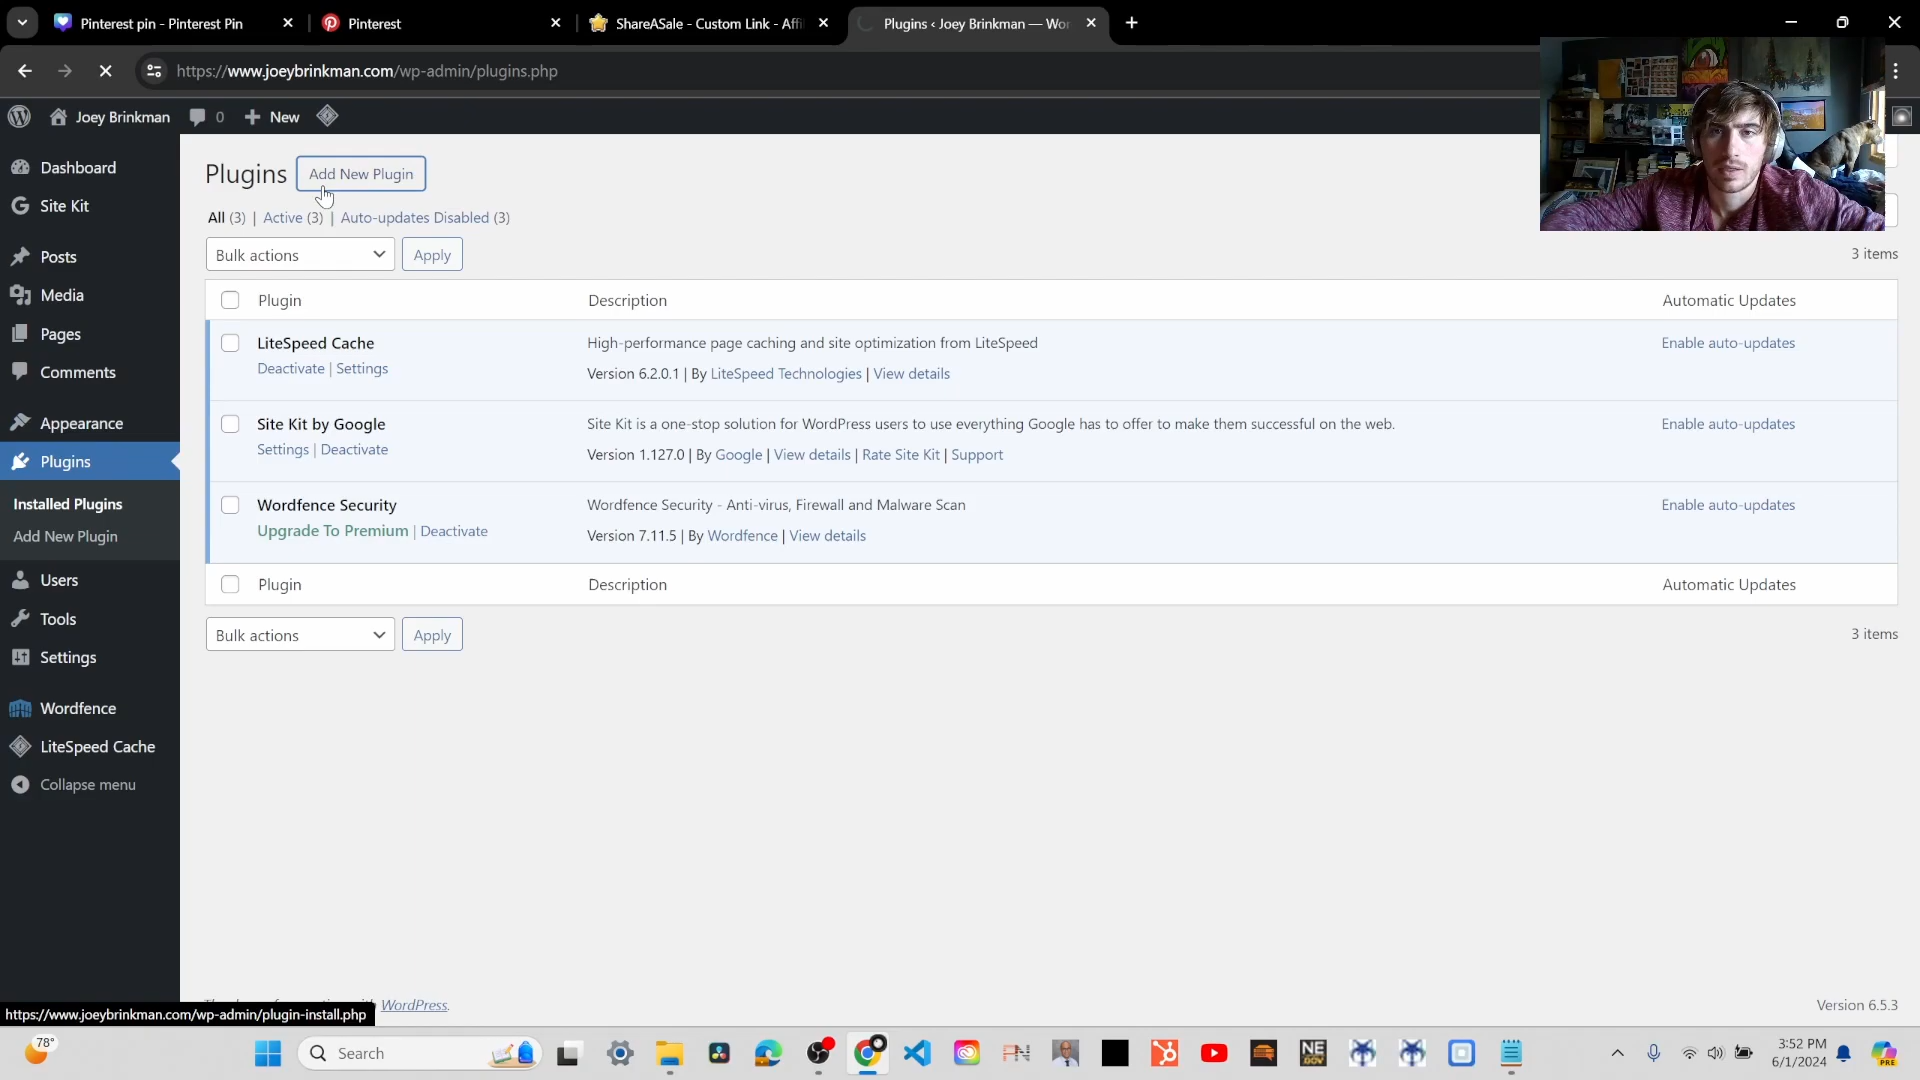 Pinterest pin - Pinterest Pin
Pinterest
ShareASale - Custom Link - Affi
Plugins ‹ Joey Brinkman — Wor
https://www.joeybrinkman.com/wp-admin/plugins.php
Joey Brinkman
0
New
Dashboard
Site Kit
Posts
Media
Pages
Comments
Appearance
Plugins
Installed Plugins
Add New Plugin
Users
Tools
Settings
Wordfence
LiteSpeed Cache
Collapse menu
Plugins
Add New Plugin
All (3) | Active (3) | Auto-updates Disabled (3)
Bulk actions
Apply
3 items
Plugin
Description
Automatic Updates
LiteSpeed Cache
Deactivate | Settings
High-performance page caching and site optimization from LiteSpeed
Version 6.2.0.1 | By LiteSpeed Technologies | View details
Enable auto-updates
Site Kit by Google
Settings | Deactivate
Site Kit is a one-stop solution for WordPress users to use everything Google has to offer to make them successful on the web.
Version 1.127.0 | By Google | View details | Rate Site Kit | Support
Enable auto-updates
Wordfence Security
Upgrade To Premium | Deactivate
Wordfence Security - Anti-virus, Firewall and Malware Scan
Version 7.11.5 | By Wordfence | View details
Enable auto-updates
Plugin
Description
Automatic Updates
Bulk actions
Apply
3 items
WordPress.
Version 6.5.3
https://www.joeybrinkman.com/wp-admin/plugin-install.php
78°
Search
NE
DOV
3:52 PM
6/1/2024
PRE